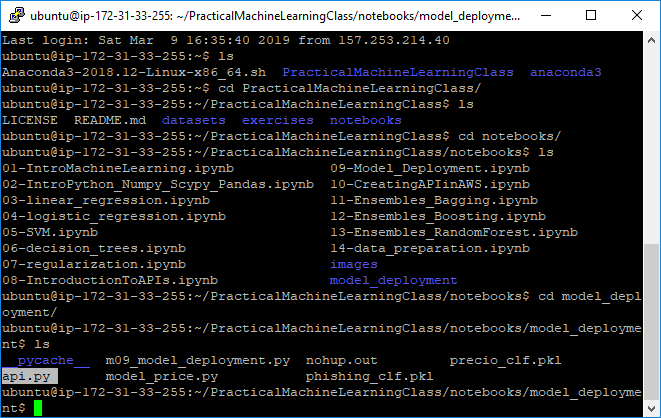 ubuntu@ip-172-31-33-255: ~/PracticalMachineLearningClass/notebooks/model_deployme...
Last login: Sat Mar  9 16:35:40 2019 from 157.253.214.40
ubuntu@ip-172-31-33-255:~$ ls
Anaconda3-2018.12-Linux-x86_64.sh  PracticalMachineLearningClass  anaconda3
ubuntu@ip-172-31-33-255:~$ cd PracticalMachineLearningClass/
ubuntu@ip-172-31-33-255:~/PracticalMachineLearningClass$ ls
LICENSE  README.md  datasets  exercises  notebooks
ubuntu@ip-172-31-33-255:~/PracticalMachineLearningClass$ cd notebooks/
ubuntu@ip-172-31-33-255:~/PracticalMachineLearningClass/notebooks$ ls
01-IntroMachineLearning.ipynb            09-Model_Deployment.ipynb
02-IntroPython_Numpy_Scypy_Pandas.ipynb  10-CreatingAPIinAWS.ipynb
03-linear_regression.ipynb               11-Ensembles_Bagging.ipynb
04-logistic_regression.ipynb             12-Ensembles_Boosting.ipynb
05-SVM.ipynb                             13-Ensembles_RandomForest.ipynb
06-decision_trees.ipynb                  14-data_preparation.ipynb
07-regularization.ipynb                  images
08-IntroductionToAPIs.ipynb              model_deployment
ubuntu@ip-172-31-33-255:~/PracticalMachineLearningClass/notebooks$ cd model_depl
oyment/
ubuntu@ip-172-31-33-255:~/PracticalMachineLearningClass/notebooks/model_deployme
nt$ ls
__pycache__  m09_model_deployment.py  nohup.out        precio_clf.pkl
api.py       model_price.py           phishing_clf.pkl
ubuntu@ip-172-31-33-255:~/PracticalMachineLearningClass/notebooks/model_deployme
nt$